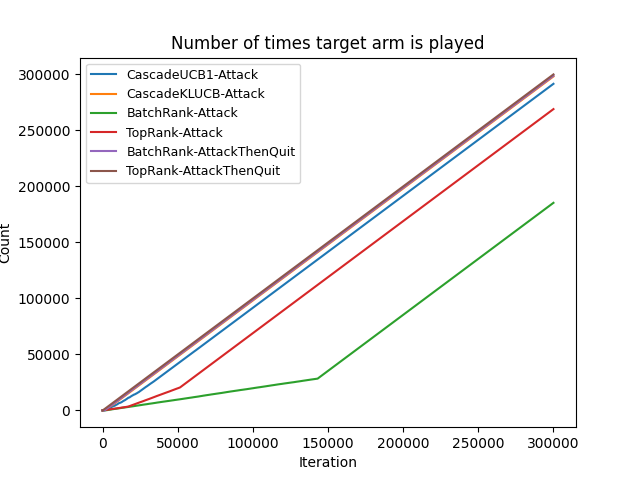 Number of times target arm is played
CascadeUCB1-Attack
CascadeKLUCB-Attack
BatchRank-Attack
TopRank-Attack
BatchRank-AttackThenQuit
TopRank-AttackThenQuit
Count
300000
250000
200000
150000
100000
50000
0
0
50000
100000
150000
200000
250000
300000
Iteration